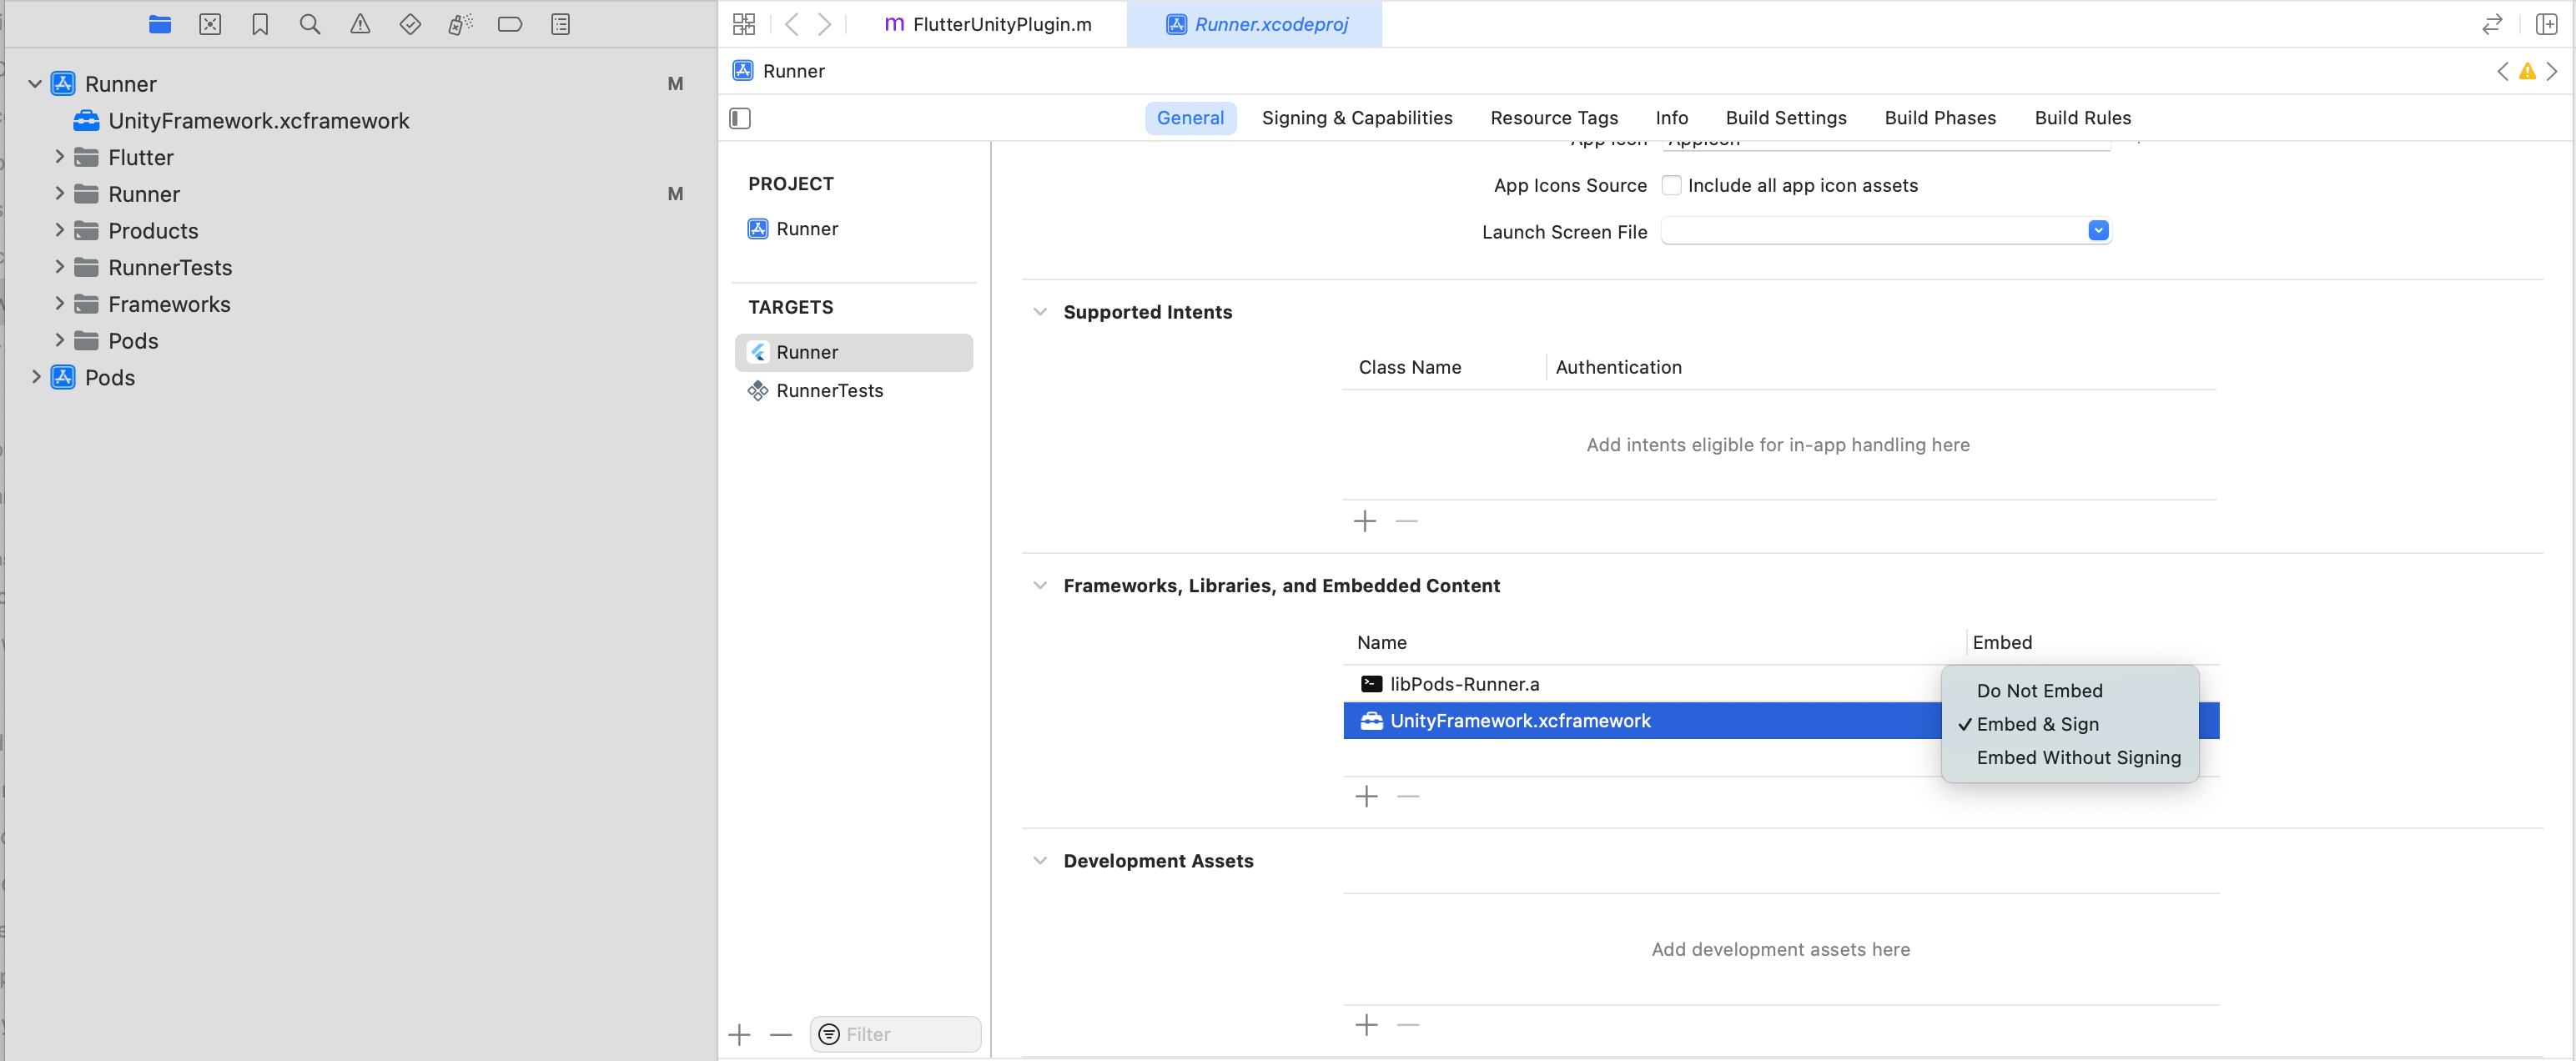 FlutterUnityPlugin.m
Runner.xcodeproj
Runner
M
UnityFramework.xcframework
Flutter
Runner
M
Products
RunnerTests
Frameworks
Pods
Pods
Runner
General
Signing & Capabilities
Resource Tags
Info
Build Settings
Build Phases
Build Rules
PROJECT
Runner
TARGETS
Runner
RunnerTests
Filter
App Icon
AppIcon
App Icons Source
Include all app icon assets
Launch Screen File
Supported Intents
Class Name
Authentication
Add intents eligible for in-app handling here
Frameworks, Libraries, and Embedded Content
Name
Embed
libPods-Runner.a
UnityFramework.xcframework
Do Not Embed
Embed & Sign
Embed Without Signing
Development Assets
Add development assets here